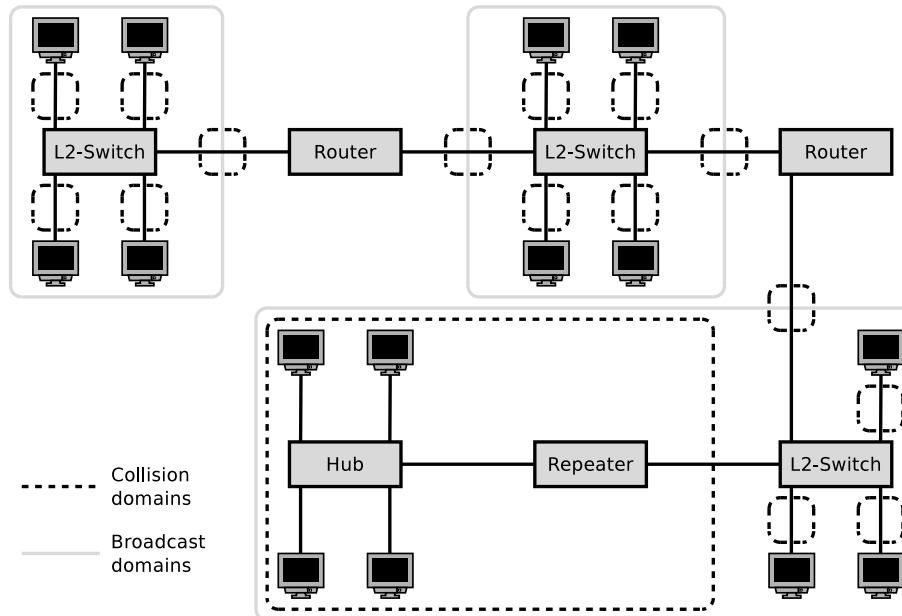 L2-Switch
Router
L2-Switch
Router
Hub
Repeater
L2-Switch
Collision
domains
Broadcast
domains